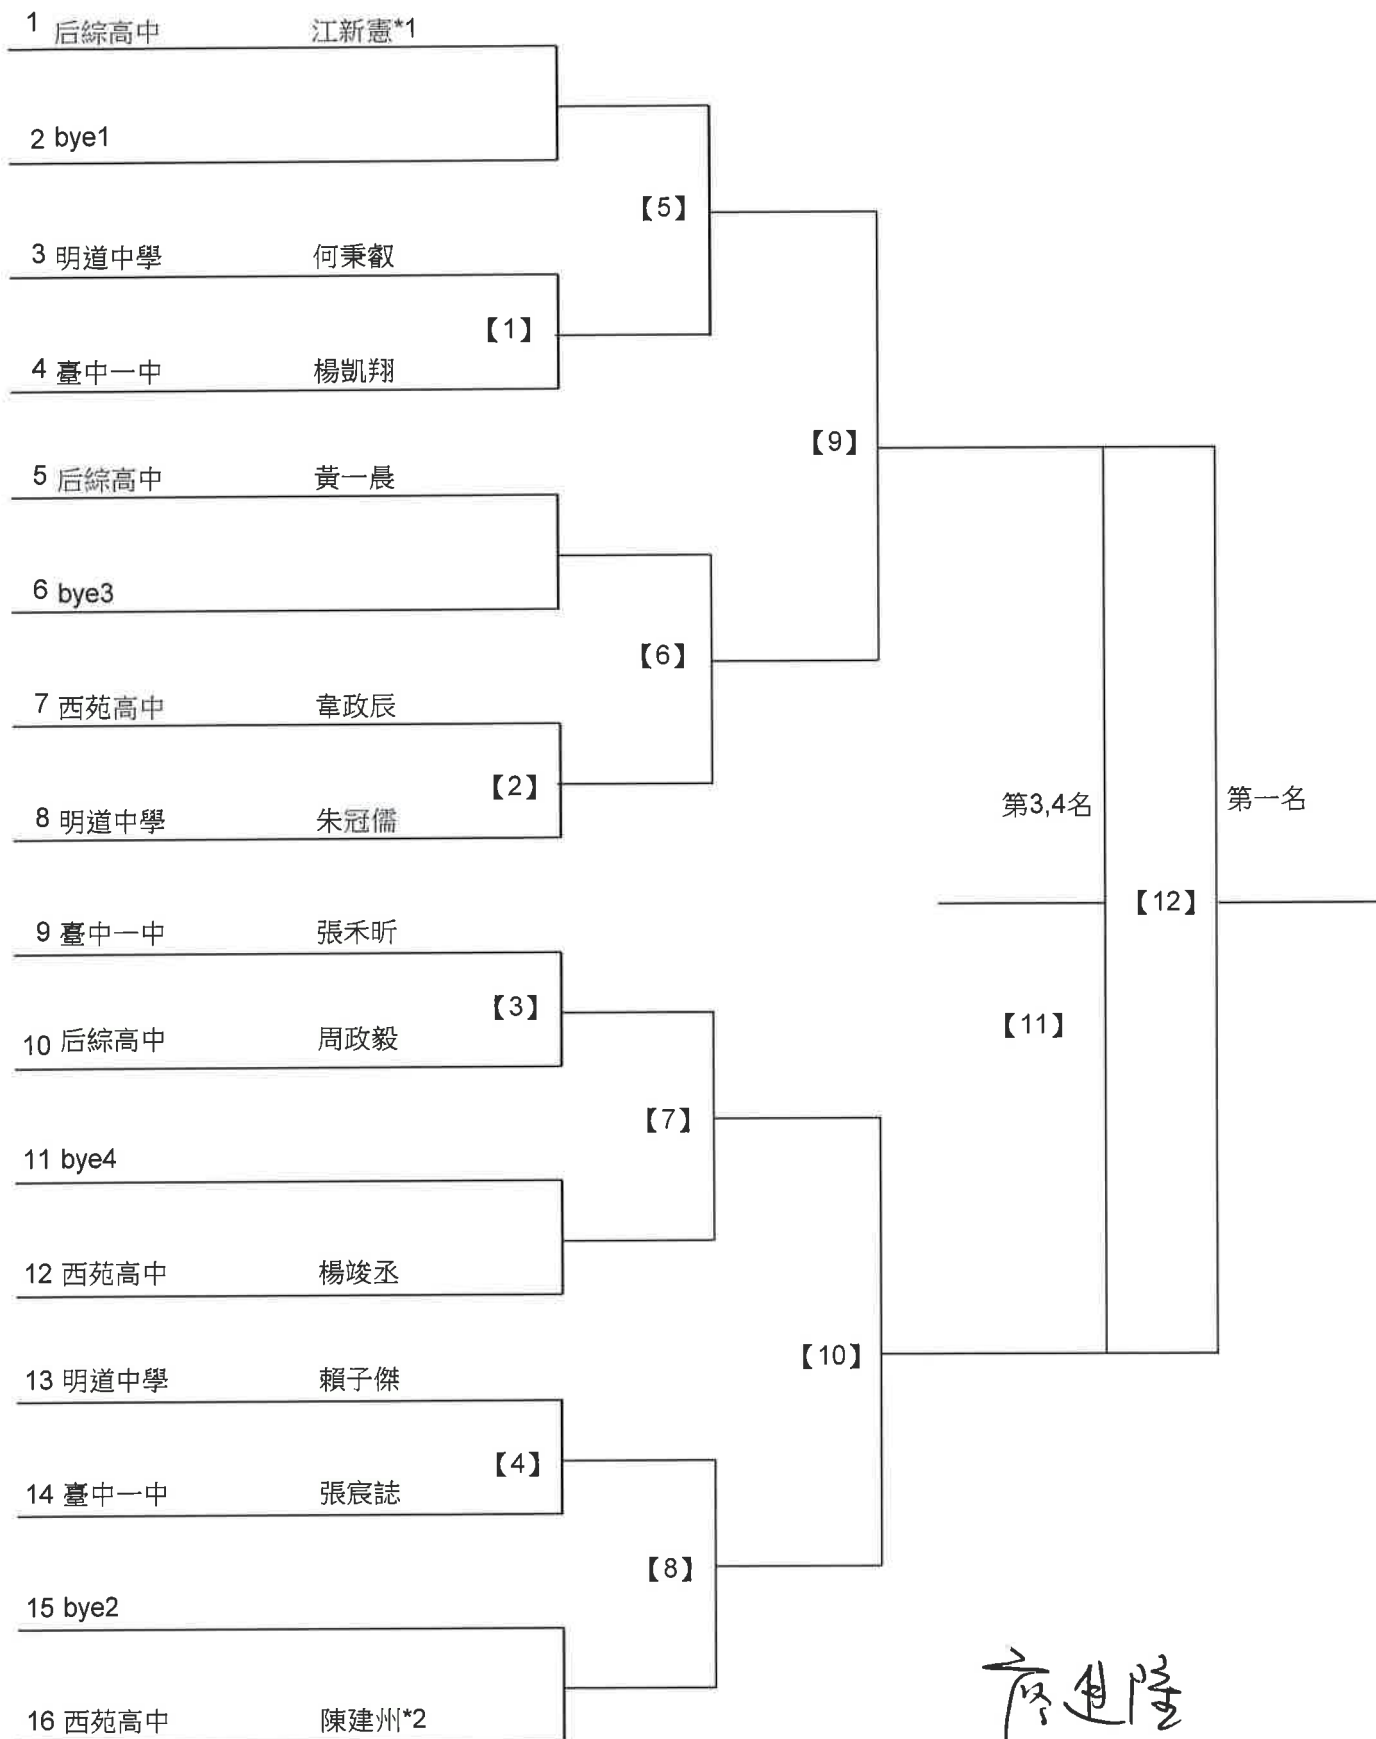 1 后綜高中 江新憲*1
2 bye1
【5】
3 明道中學 何秉叡
【1】
4 臺中一中 楊凱翔
【9】
5 后綜高中 黃一晨
6 bye3
【6】
7 西苑高中 韋政辰
【2】
第3,4名 第一名
8 明道中學 朱冠儒
【12】
9 臺中一中 張禾昕
【3】
【11】
10 后綜高中 周政毅
【7】
11 bye4
12 西苑高中 楊竣丞
【10】
13 明道中學 賴子傑
【4】
14 臺中一中 張宸誌
【8】
15 bye2
16 西苑高中 陳建州*2